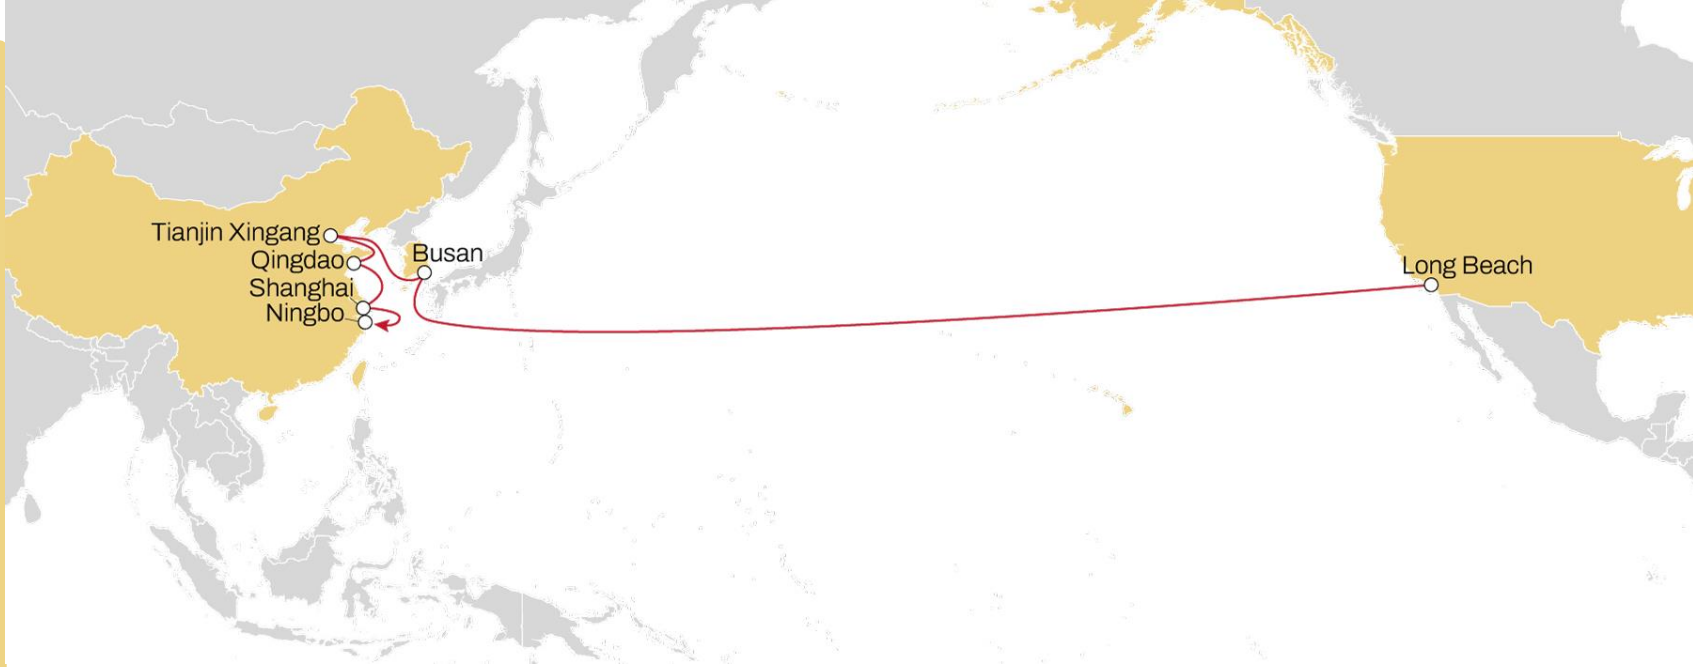 Tianjin Xingang
Qingdao
Busan
Shanghai
Ningbo
Long Beach